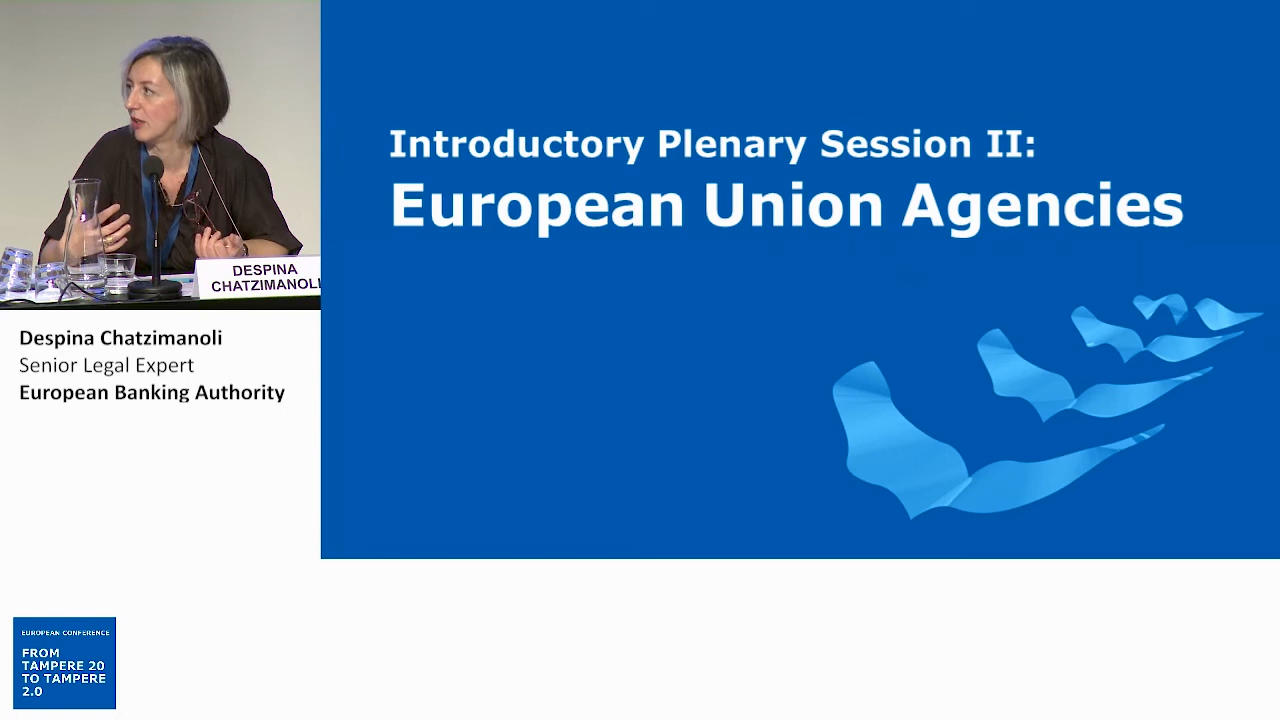 Introductory Plenary Session II:
European Union Agencies
DESPINA
CHATZIMANOLI
Despina Chatzimanoli
Senior Legal Expert
European Banking Authority
EUROPEAN CONFERENCE
FROM
TAMPERE 20
TO TAMPERE
2.0